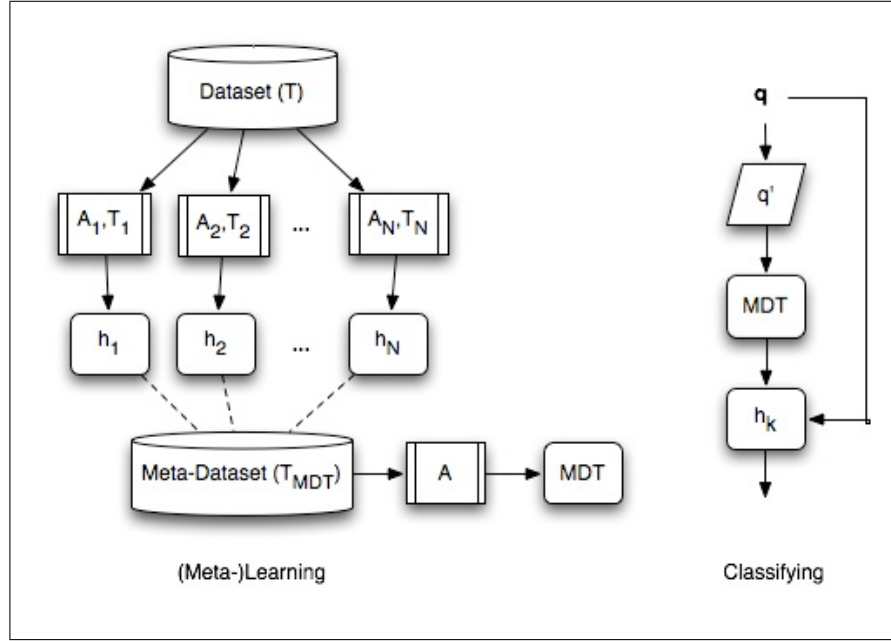 Dataset (T)
A1,T1
A2,T2
...
AN,TN
h1
h2
...
hN
Meta-Dataset (TMDT)
A
MDT
(Meta-)Learning
q
q'
MDT
hk
Classifying